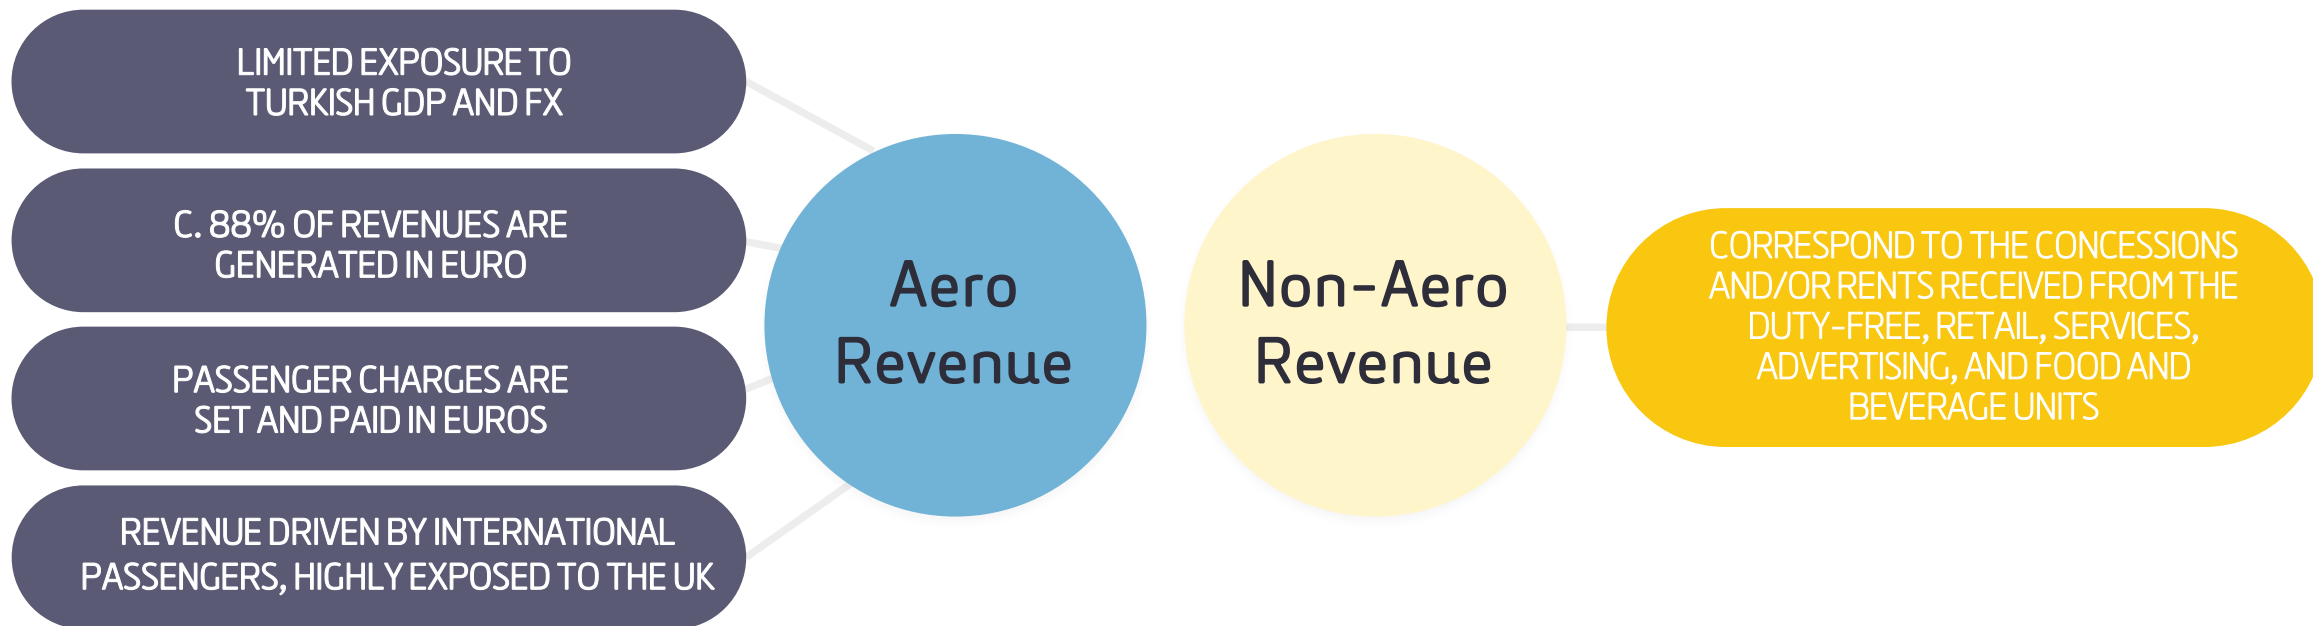 LIMITED EXPOSURE TO
TURKISH GDP AND FX
C. 88% OF REVENUES ARE
GENERATED IN EURO
PASSENGER CHARGES ARE
SET AND PAID IN EUROS
REVENUE DRIVEN BY INTERNATIONAL
PASSENGERS, HIGHLY EXPOSED TO THE UK
Aero
Revenue
Non-Aero
Revenue
CORRESPOND TO THE CONCESSIONS
AND/OR RENTS RECEIVED FROM THE
DUTY-FREE, RETAIL, SERVICES,
ADVERTISING, AND FOOD AND
BEVERAGE UNITS